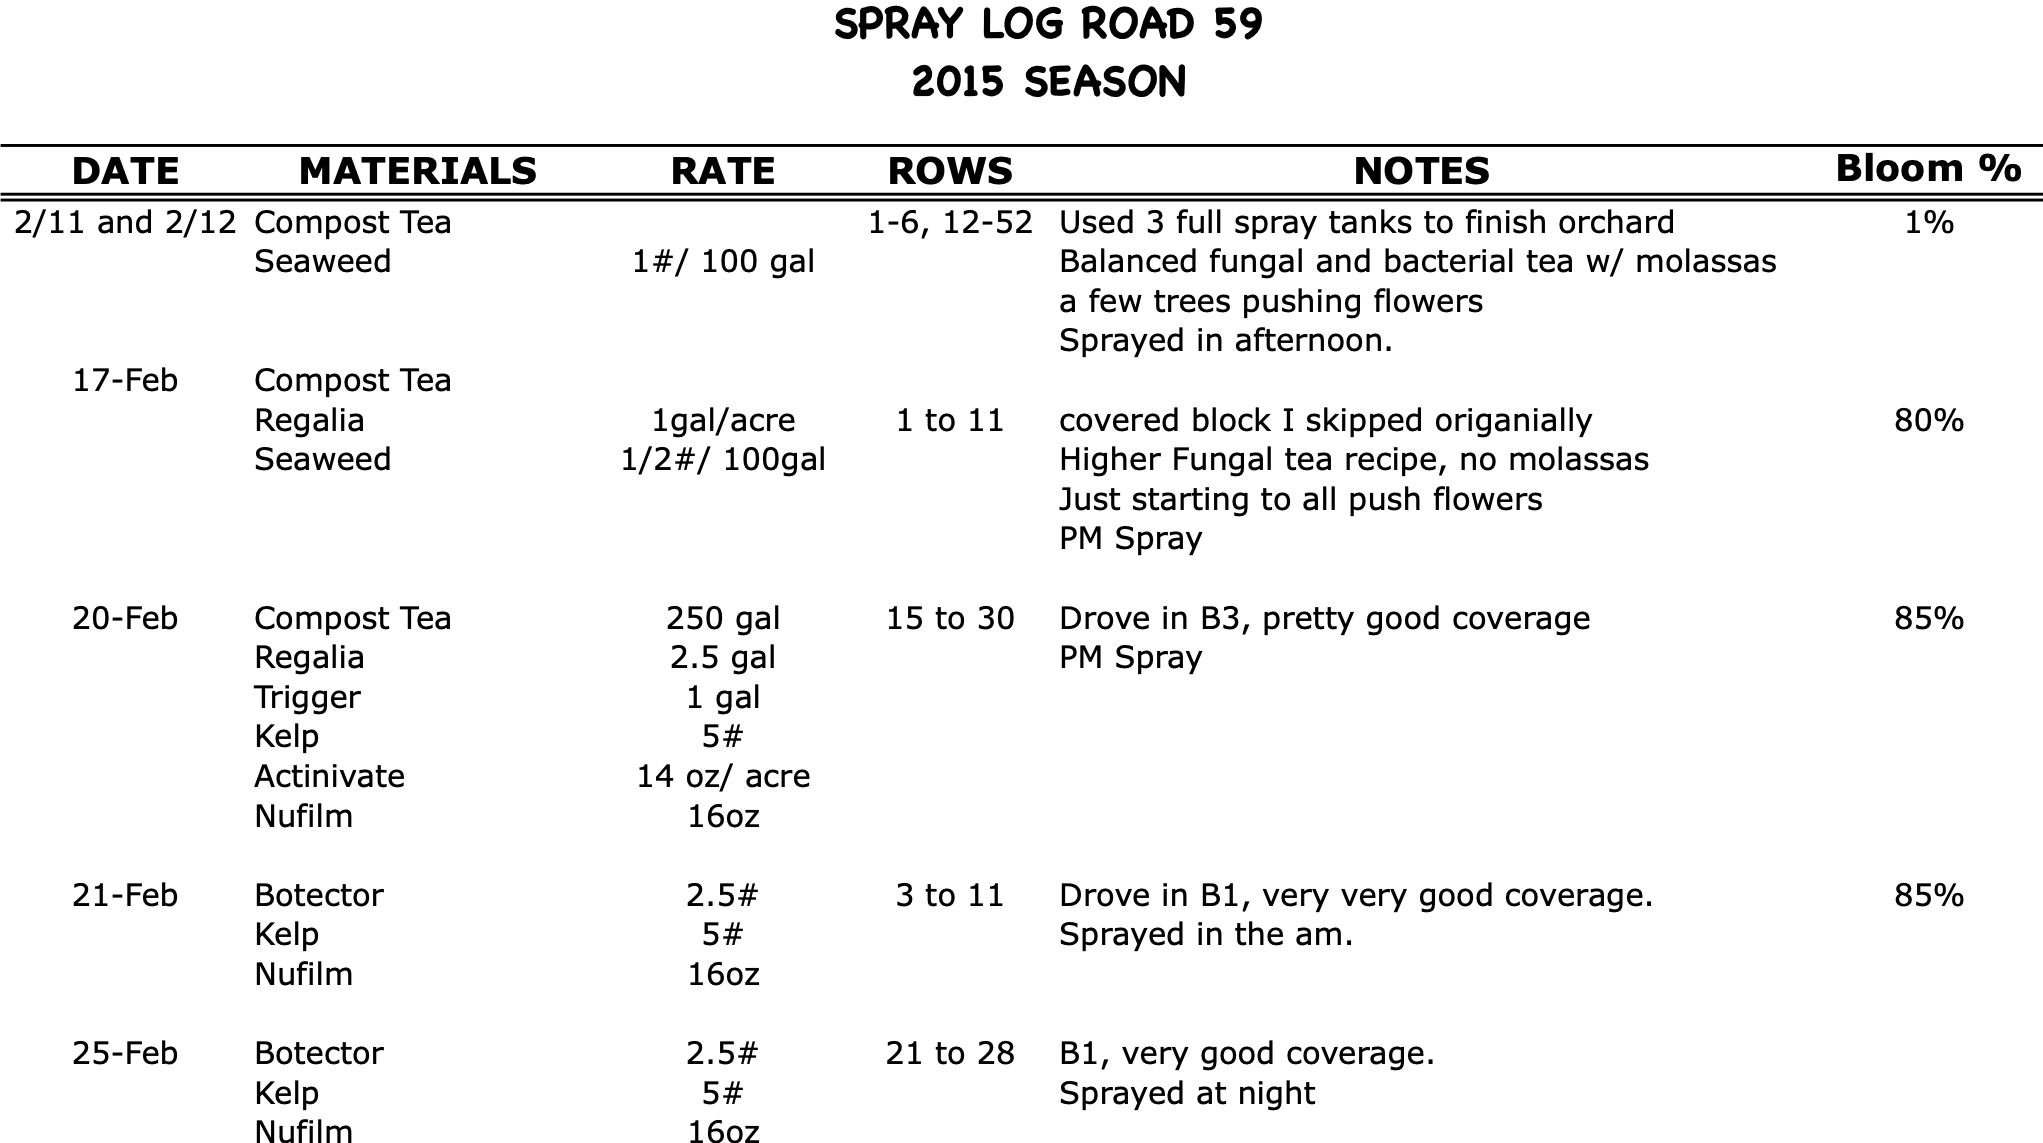 SPRAY LOG ROAD 59
2015 SEASON
DATE MATERIALS RATE ROWS NOTES Bloom %
2/11 and 2/12 Compost Tea 1-6, 12-52 Used 3 full spray tanks to finish orchard 1%
Seaweed 1#/ 100 gal Balanced fungal and bacterial tea w/ molassas
a few trees pushing flowers
Sprayed in afternoon.
17-Feb Compost Tea
Regalia 1gal/acre 1 to 11 covered block I skipped origanially 80%
Seaweed 1/2#/ 100gal Higher Fungal tea recipe, no molassas
Just starting to all push flowers
PM Spray
20-Feb Compost Tea 250 gal 15 to 30 Drove in B3, pretty good coverage 85%
Regalia 2.5 gal PM Spray
Trigger 1 gal
Kelp 5#
Actinivate 14 oz/ acre
Nufilm 16oz
21-Feb Botector 2.5# 3 to 11 Drove in B1, very very good coverage. 85%
Kelp 5# Sprayed in the am.
Nufilm 16oz
25-Feb Botector 2.5# 21 to 28 B1, very good coverage.
Kelp 5# Sprayed at night
Nufilm 16oz